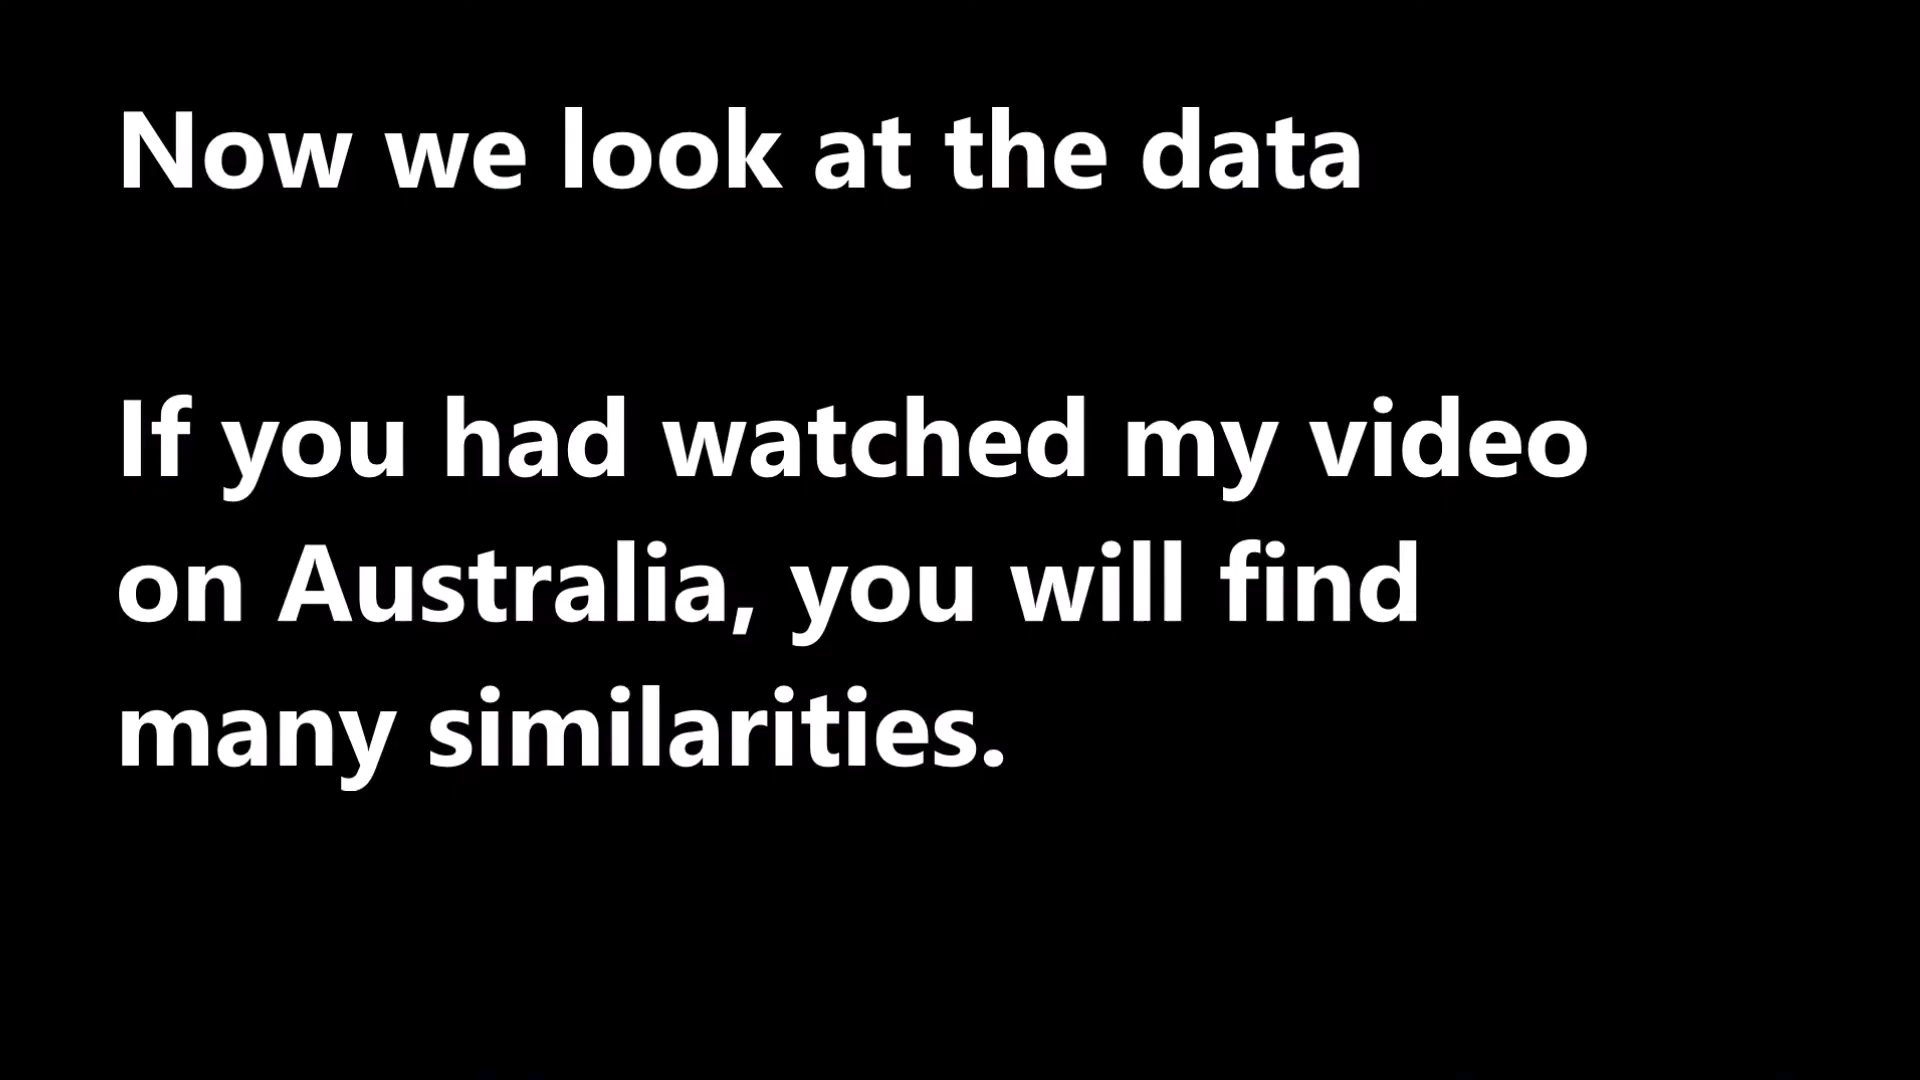 Now we look at the data
If you had watched my video
on Australia, you will find
many similarities.